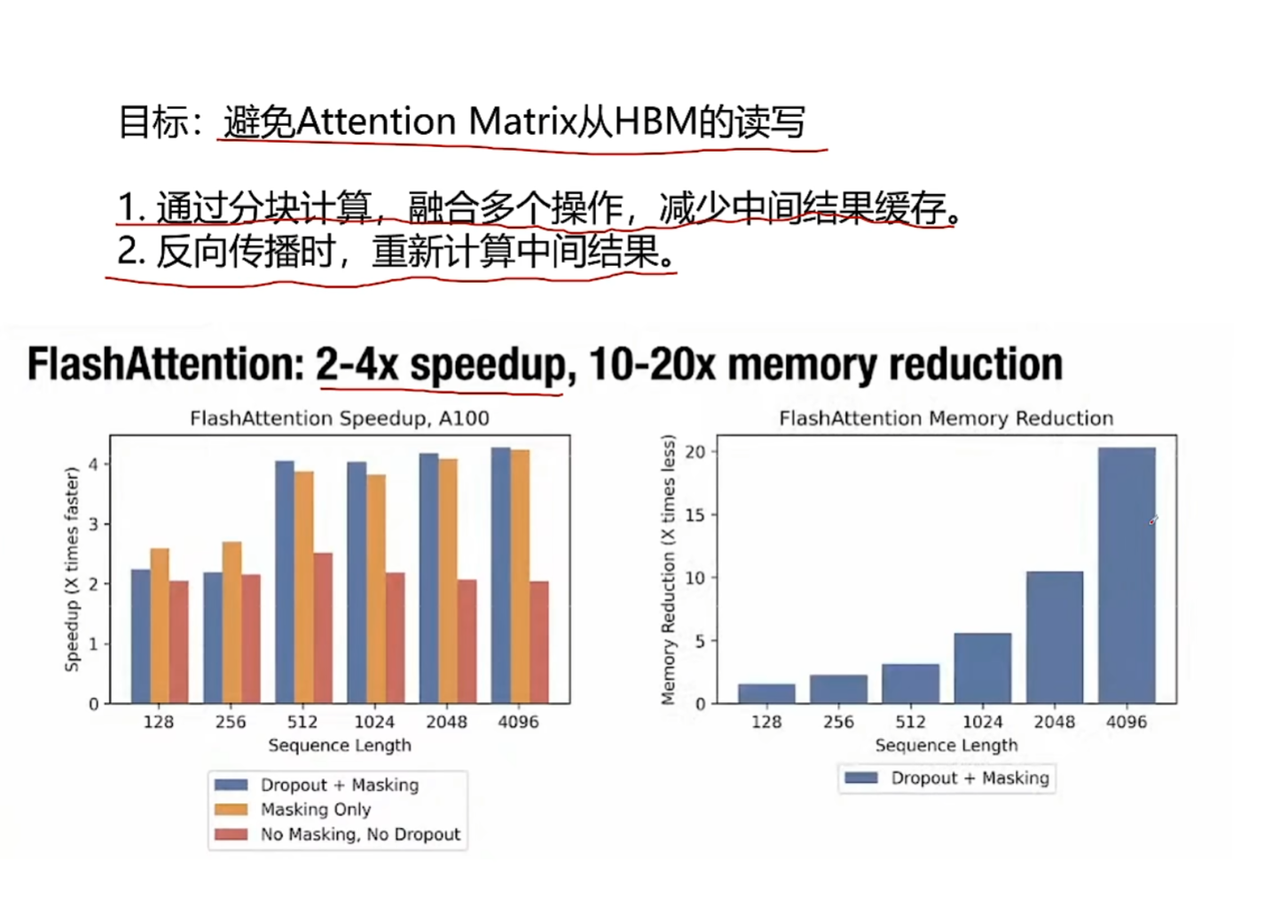 目标：避免Attention Matrix从HBM的读写
1. 通过分块计算，融合多个操作，减少中间结果缓存。
2. 反向传播时，重新计算中间结果。
FlashAttention: 2-4x speedup, 10-20x memory reduction
FlashAttention Speedup, A100
Speedup (X times faster)
4
3
2
1
0
128 256 512 1024 2048 4096
Sequence Length
Dropout + Masking
Masking Only
No Masking, No Dropout
FlashAttention Memory Reduction
Memory Reduction (X times less)
20
15
10
5
0
128 256 512 1024 2048 4096
Sequence Length
Dropout + Masking